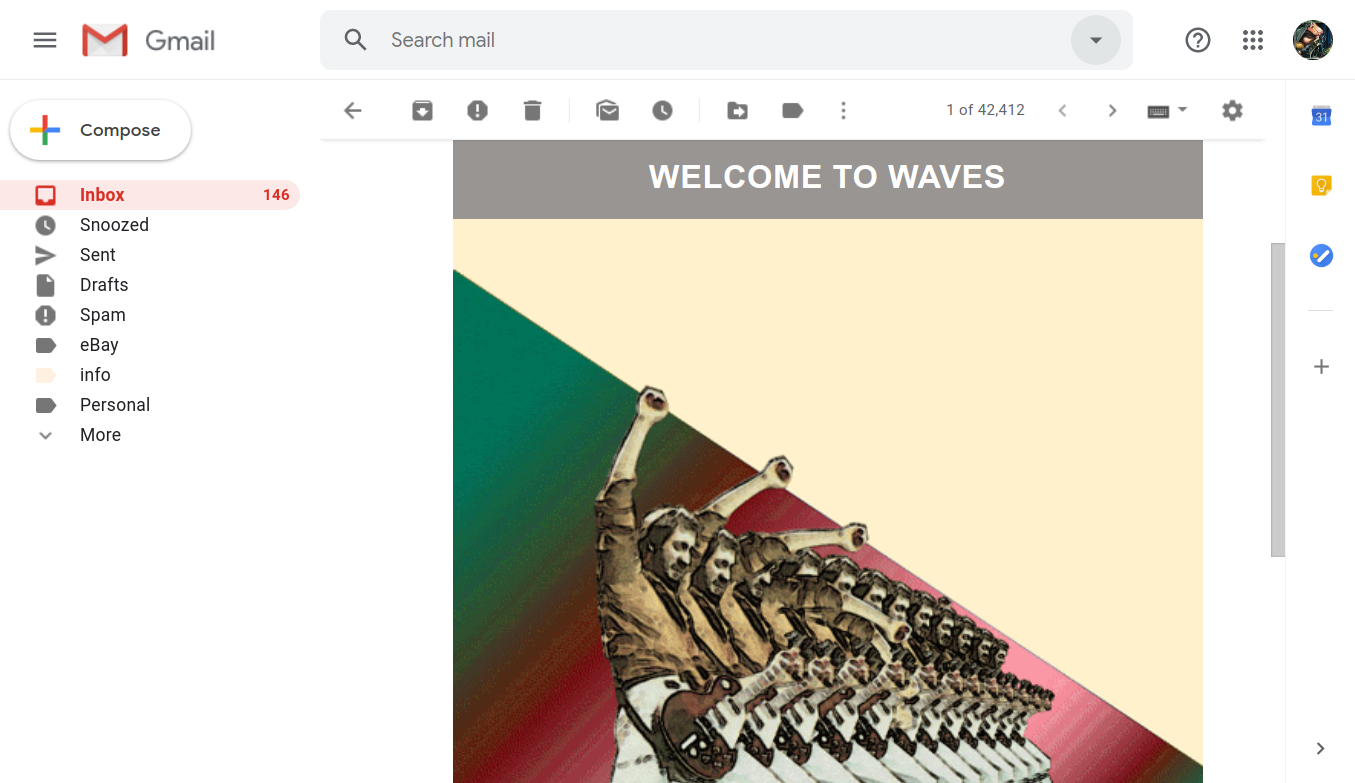 Gmail
Search mail
Compose
1 of 42,412
31
Inbox 146
Snoozed
Sent
Drafts
Spam
eBay
info
Personal
More
WELCOME TO WAVES